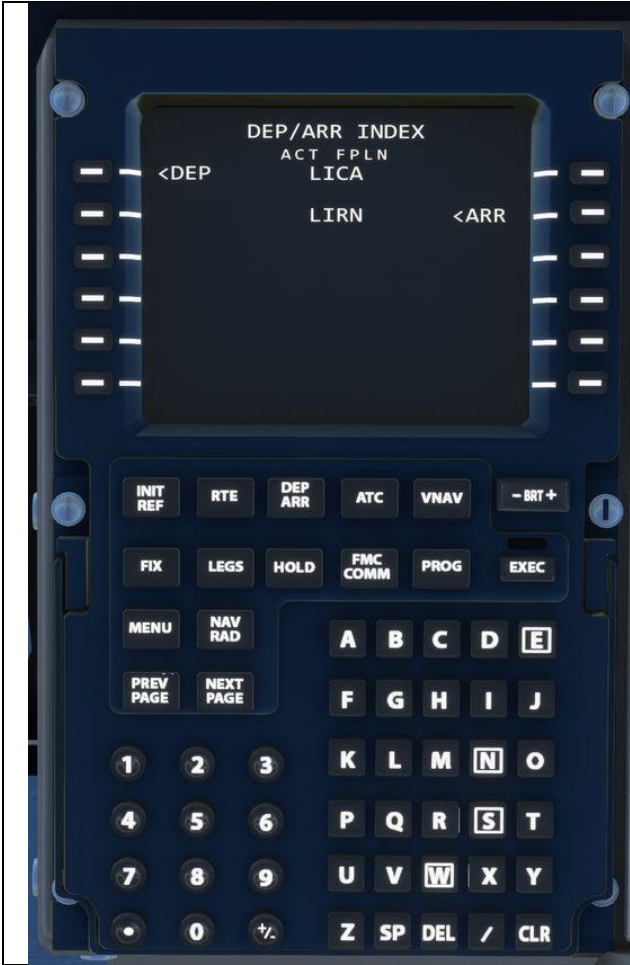 DEP/ARR INDEX
ACT FPLN
<DEP LICA
LIRN <ARR
INIT REF RTE DEP ARR ATC VNAV - BRT +
FIX LEGS HOLD FMC COMM PROG EXEC
MENU NAV RAD
A B C D E
PREV PAGE NEXT PAGE
F G H I J
1 2 3
K L M N O
4 5 6
P Q R S T
7 8 9
U V W X Y
. 0 +/-
Z SP DEL / CLR